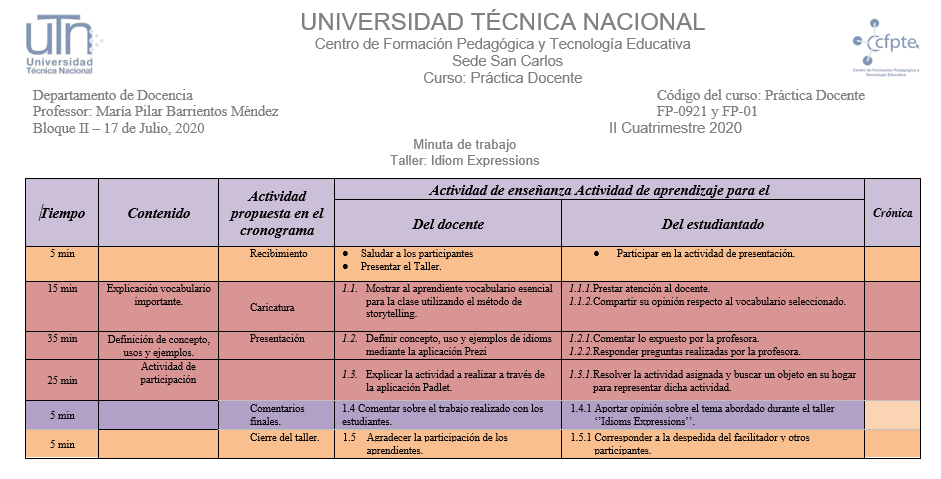 UNIVERSIDAD TÉCNICA NACIONAL
Centro de Formación Pedagógica y Tecnología Educativa
Sede San Carlos
Curso: Práctica Docente
utn
Universidad
Técnica Nacional
cfpte
Centro de Formación Pedagógica y
Tecnología Educativa
Departamento de Docencia
Código del curso: Práctica Docente
Professor: María Pilar Barrientos Méndez
FP-0921 y FP-01
Bloque II – 17 de Julio, 2020
II Cuatrimestre 2020
Minuta de trabajo
Taller: Idiom Expressions
Tiempo
Contenido
Actividad
propuesta en el
cronograma
Actividad de enseñanza Actividad de aprendizaje para el
Del docente
Del estudiantado
Crónica
5 min
Recibimiento
● Saludar a los participantes
● Presentar el Taller.
● Participar en la actividad de presentación.
15 min
Explicación vocabulario
importante.
Caricatura
1.1. Mostrar al aprendiente vocabulario esencial
para la clase utilizando el método de
storytelling.
1.1.1.Prestar atención al docente.
1.1.2.Compartir su opinión respecto al vocabulario seleccionado.
35 min
Definición de concepto,
usos y ejemplos.
Presentación
1.2. Definir concepto, uso y ejemplos de idioms
mediante la aplicación Prezi
1.2.1.Comentar lo expuesto por la profesora.
1.2.2.Responder preguntas realizadas por la profesora.
25 min
Actividad de
participación
1.3. Explicar la actividad a realizar a través de
la aplicación Padlet.
1.3.1.Resolver la actividad asignada y buscar un objeto en su hogar
para representar dicha actividad.
5 min
Comentarios
finales.
1.4 Comentar sobre el trabajo realizado con los
estudiantes.
1.4.1 Aportar opinión sobre el tema abordado durante el taller
‘’Idioms Expressions’’.
5 min
Cierre del taller.
1.5 Agradecer la participación de los
aprendientes.
1.5.1 Corresponder a la despedida del facilitador y otros
participantes.